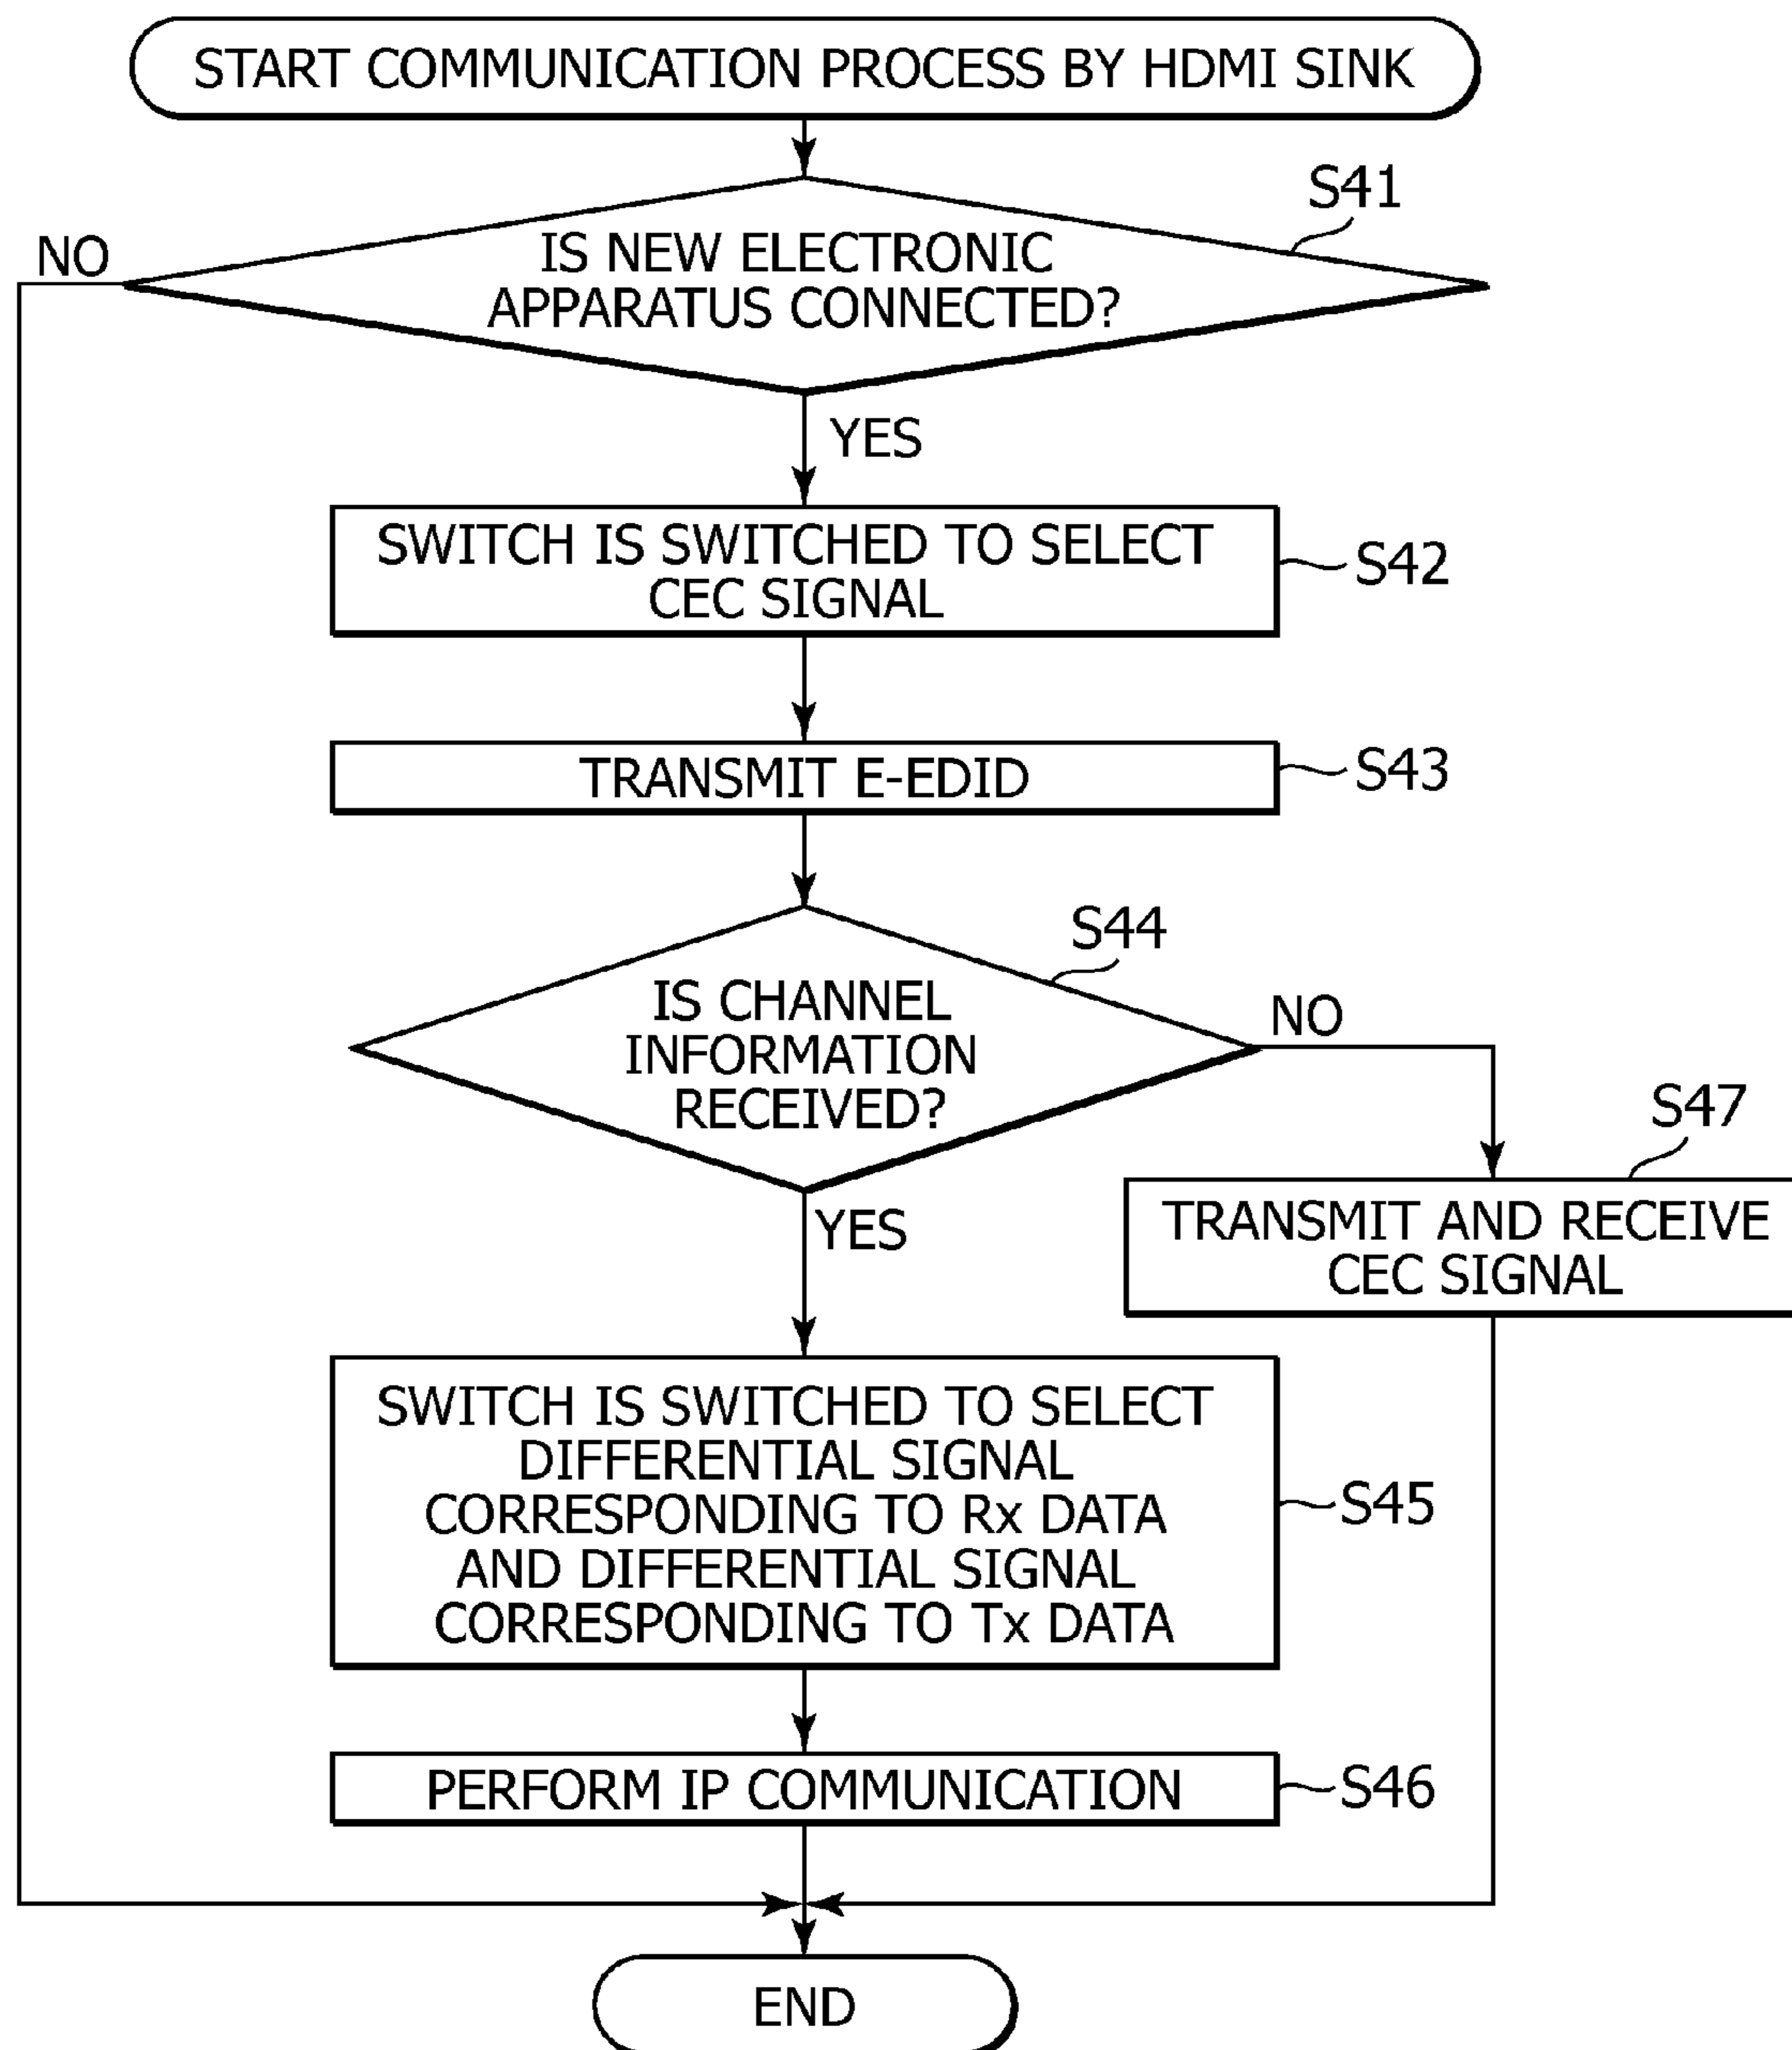 START COMMUNICATION PROCESS BY HDMI SINK
S41
NO
IS NEW ELECTRONIC
APPARATUS CONNECTED?
YES
SWITCH IS SWITCHED TO SELECT
CEC SIGNAL
S42
TRANSMIT E-EDID
S43
S44
IS CHANNEL
INFORMATION
RECEIVED?
NO
S47
YES
TRANSMIT AND RECEIVE
CEC SIGNAL
SWITCH IS SWITCHED TO SELECT
DIFFERENTIAL SIGNAL
CORRESPONDING TO Rx DATA
AND DIFFERENTIAL SIGNAL
CORRESPONDING TO Tx DATA
S45
PERFORM IP COMMUNICATION
S46
END